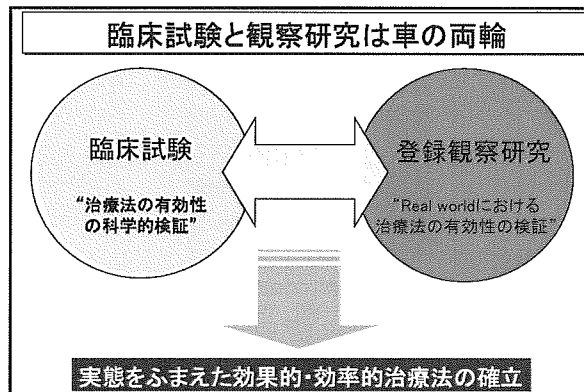 臨床試験と観察研究は車の両輪
臨床試験
“治療法の有効性
の科学的検証”
登録観察研究
“Real worldにおける
治療法の有効性の検証”
実態をふまえた効果的・効率的治療法の確立